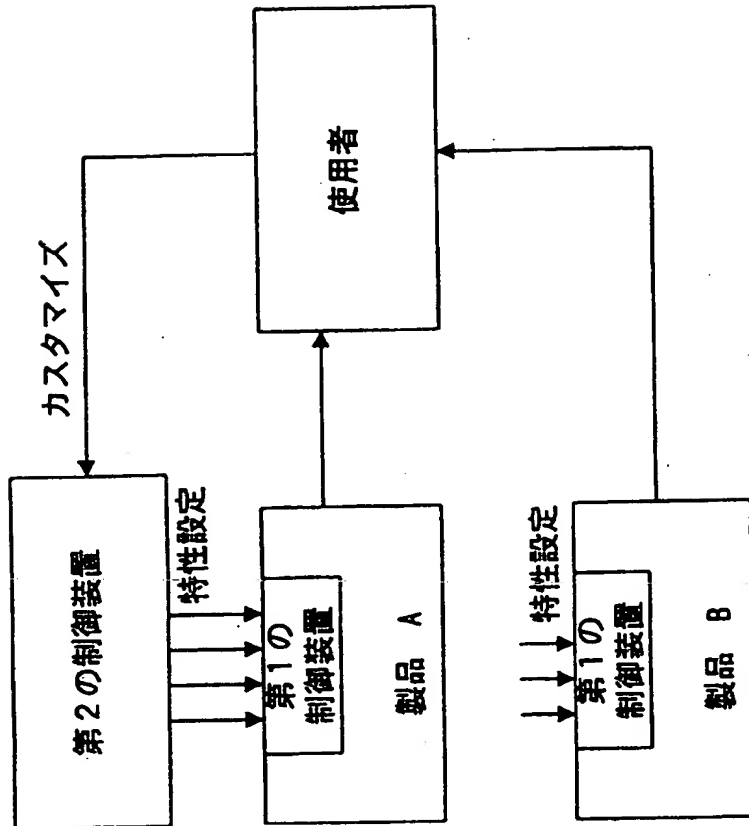 カスタマイズ
第2の制御装置
特性設定
使用者
第1の
制御装置
製品 A
特性設定
第1の
制御装置
製品 B